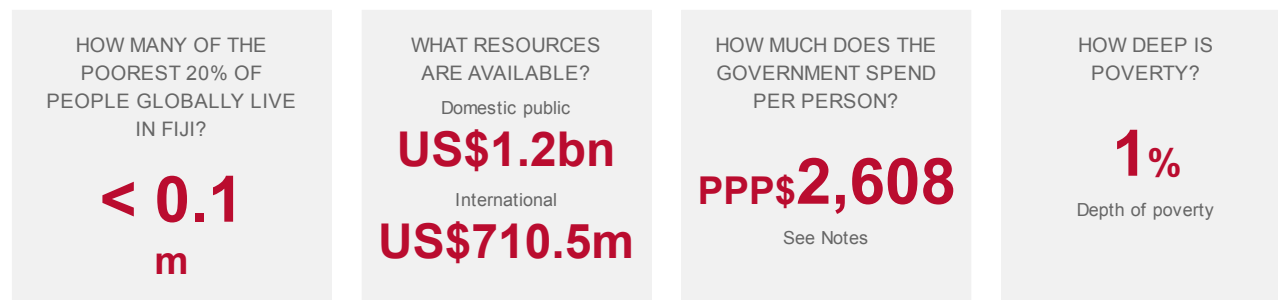 HOW MANY OF THE
POOREST 20% OF
PEOPLE GLOBALLY LIVE
IN FIJI?
< 0.1
m
WHAT RESOURCES
ARE AVAILABLE?
Domestic public
US$1.2bn
International
US$710.5m
HOW MUCH DOES THE
GOVERNMENT SPEND
PER PERSON?
PPP$2,608
See Notes
HOW DEEP IS
POVERTY?
1%
Depth of poverty